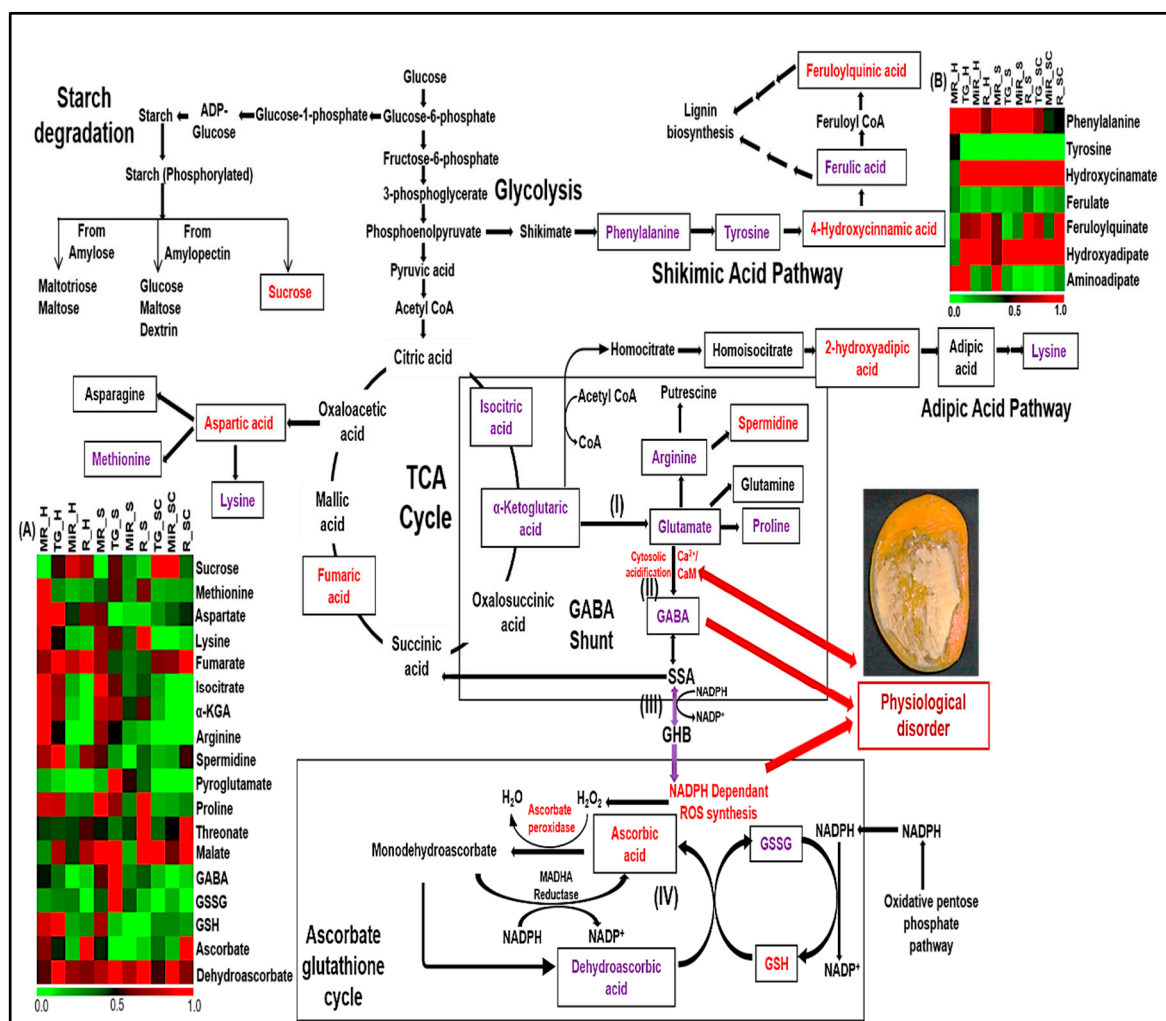 Starch
degradation
Starch
ADP-
Glucose
Glucose-1-phosphate
Glucose
Glucose-6-phosphate
Fructose-6-phosphate
3-phosphoglycerate
Glycolysis
Phosphoenolpyruvate
Pyruvic acid
Acetyl CoA
Citric acid
Starch (Phosphorylated)
From
Amylose
From
Amylopectin
Maltotriose
Maltose
Glucose
Maltose
Dextrin
Sucrose
Shikimate
Phenylalanine
Tyrosine
4-Hydroxycinnamic acid
Shikimic Acid Pathway
Ferulic acid
Feruloyl CoA
Feruloylquinic acid
Lignin
biosynthesis
(B)
MR_H
TG_H
MIR_H
R_H
MR_S
TG_S
MIR_S
R_S
TG_SC
MIR_SC
R_SC
Phenylalanine
Tyrosine
Hydroxycinamate
Ferulate
Feruloylquinate
Hydroxyadipate
Aminoadipate
0.0 0.5 1.0
Homocitrate
Homoisocitrate
2-hydroxyadipic
acid
Adipic
acid
Lysine
Adipic Acid Pathway
Asparagine
Aspartic acid
Methionine
Lysine
Oxaloacetic
acid
Mallic
acid
Fumaric
acid
Succinic
acid
TCA
Cycle
Isocitric
acid
α-Ketoglutaric
acid
Oxalosuccinic
acid
Acetyl CoA
CoA
(I)
Putrescine
Arginine
Spermidine
Glutamine
Glutamate
Proline
Cytosolic
acidification
Ca²⁺/
CaM
(II)
GABA
Shunt
GABA
SSA
(III)
NADPH
NADP⁺
GHB
Physiological
disorder
(A)
MR_H
TG_H
MIR_H
R_H
MR_S
TG_S
MIR_S
R_S
TG_SC
MIR_SC
R_SC
Sucrose
Methionine
Aspartate
Lysine
Fumarate
Isocitrate
α-KGA
Arginine
Spermidine
Pyroglutamate
Proline
Threonate
Malate
GABA
GSSG
GSH
Ascorbate
Dehydroascorbate
0.0 0.5 1.0
NADPH Dependant
ROS synthesis
H₂O
H₂O₂
Ascorbate
peroxidase
Monodehydroascorbate
Ascorbic
acid
MADHA
Reductase
NADPH
NADP⁺
(IV)
Dehydroascorbic
acid
GSSG
GSH
NADPH
NADP⁺
NADPH
Oxidative pentose
phosphate
pathway
Ascorbate
glutathione
cycle